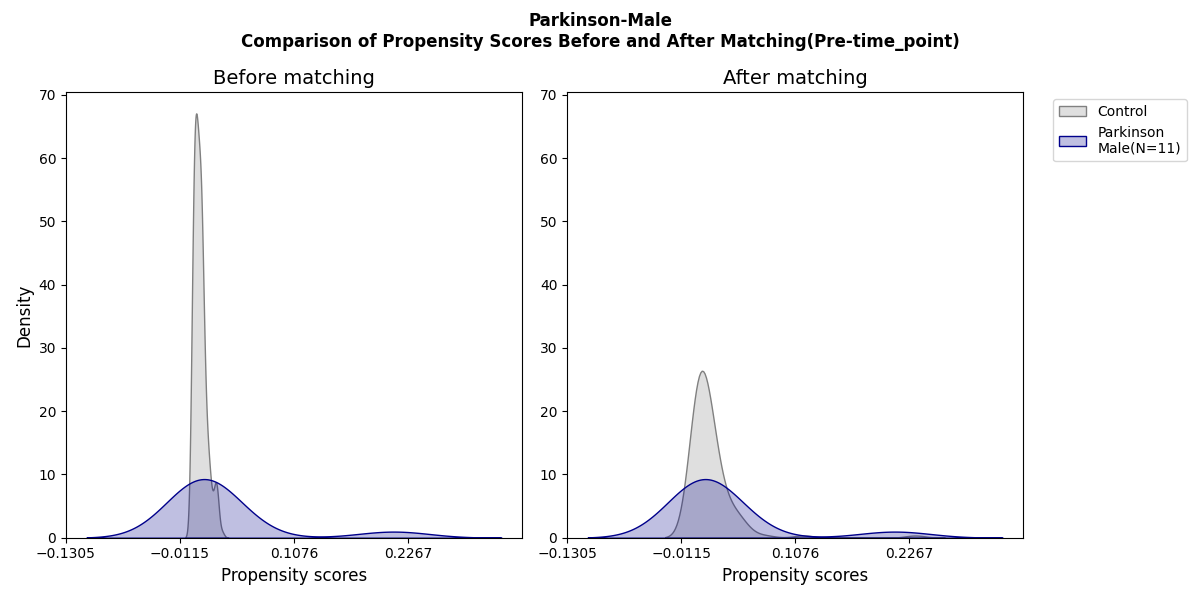 Parkinson-Male
Comparison of Propensity Scores Before and After Matching(Pre-time_point)
Before matching
70
60
50
40
30
20
10
0
Density
−0.1305
−0.0115
0.1076
0.2267
Propensity scores
After matching
70
60
50
40
30
20
10
0
−0.1305
−0.0115
0.1076
0.2267
Propensity scores
Control
Parkinson
Male(N=11)